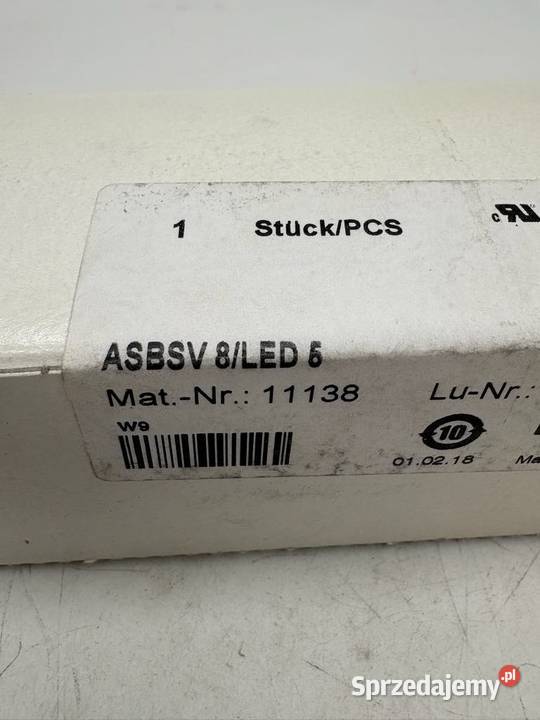 1 Stück/PCS
ASBSV 8/LED 5
Mat.-Nr.: 11138 Lu-Nr.:
W9
10
01.02.18
Sprzedajemy.pl